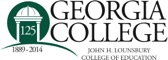 GEORGIA
COLLEGE
125
1889 - 2014
JOHN H. LOUNSBURY
COLLEGE OF EDUCATION